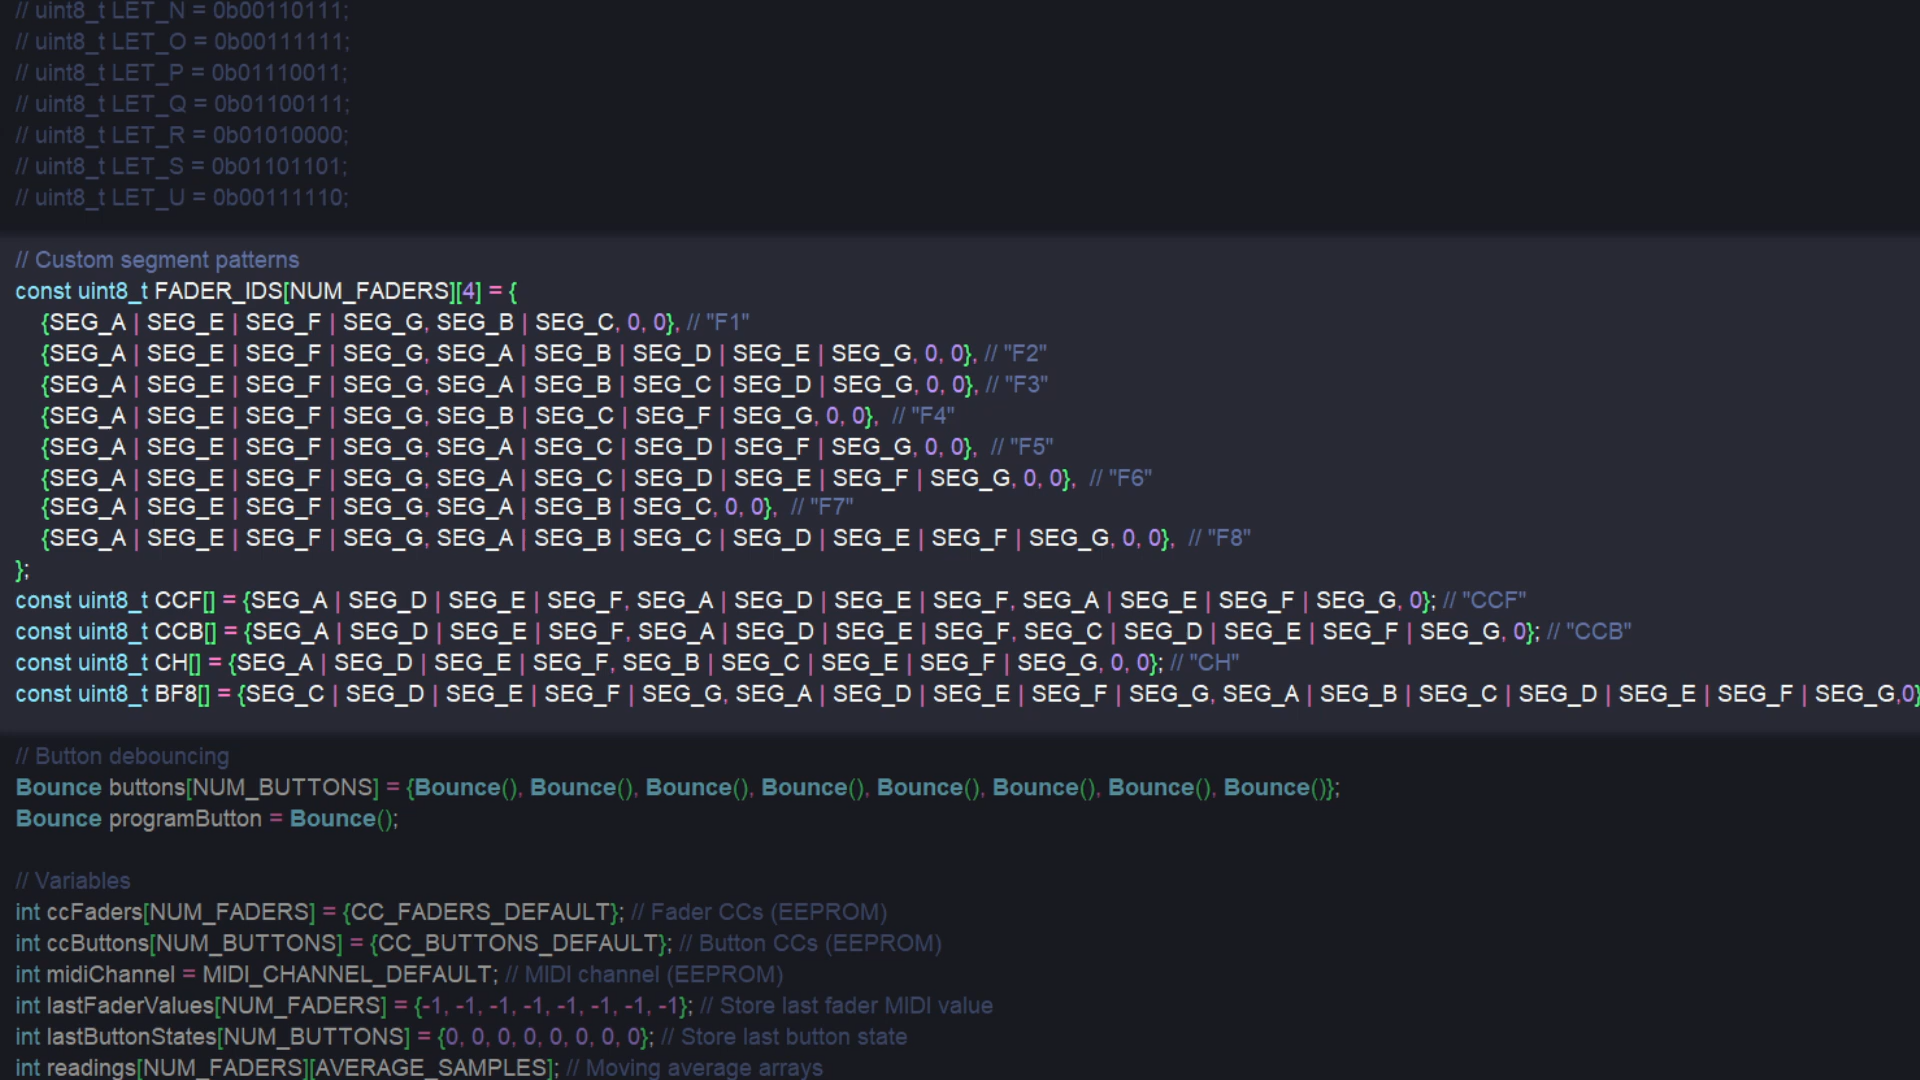 // uint8_t LET_N = 0b00110111;
// uint8_t LET_O = 0b00111111;
// uint8_t LET_P = 0b01110011;
// uint8_t LET_Q = 0b01100111;
// uint8_t LET_R = 0b01010000;
// uint8_t LET_S = 0b01101101;
// uint8_t LET_U = 0b00111110;
// Custom segment patterns
const uint8_t FADER_IDS[NUM_FADERS][4] = {
{SEG_A | SEG_E | SEG_F | SEG_G, SEG_B | SEG_C, 0, 0}, // "F1"
{SEG_A | SEG_E | SEG_F | SEG_G, SEG_A | SEG_B | SEG_D | SEG_E | SEG_G, 0, 0}, // "F2"
{SEG_A | SEG_E | SEG_F | SEG_G, SEG_A | SEG_B | SEG_C | SEG_D | SEG_G, 0, 0}, // "F3"
{SEG_A | SEG_E | SEG_F | SEG_G, SEG_B | SEG_C | SEG_F | SEG_G, 0, 0}, // "F4"
{SEG_A | SEG_E | SEG_F | SEG_G, SEG_A | SEG_C | SEG_D | SEG_F | SEG_G, 0, 0}, // "F5"
{SEG_A | SEG_E | SEG_F | SEG_G, SEG_A | SEG_C | SEG_D | SEG_E | SEG_F | SEG_G, 0, 0}, // "F6"
{SEG_A | SEG_E | SEG_F | SEG_G, SEG_A | SEG_B | SEG_C, 0, 0}, // "F7"
{SEG_A | SEG_E | SEG_F | SEG_G, SEG_A | SEG_B | SEG_C | SEG_D | SEG_E | SEG_F | SEG_G, 0, 0}, // "F8"
};
const uint8_t CCF[] = {SEG_A | SEG_D | SEG_E | SEG_F, SEG_A | SEG_D | SEG_E | SEG_F, SEG_A | SEG_E | SEG_F | SEG_G, 0}; // "CCF"
const uint8_t CCB[] = {SEG_A | SEG_D | SEG_E | SEG_F, SEG_A | SEG_D | SEG_E | SEG_F, SEG_C | SEG_D | SEG_E | SEG_F | SEG_G, 0}; // "CCB"
const uint8_t CH[] = {SEG_A | SEG_D | SEG_E | SEG_F, SEG_B | SEG_C | SEG_E | SEG_F | SEG_G, 0, 0}; // "CH"
const uint8_t BF8[] = {SEG_C | SEG_D | SEG_E | SEG_F | SEG_G, SEG_A | SEG_D | SEG_E | SEG_F | SEG_G, SEG_A | SEG_B | SEG_C | SEG_D | SEG_E | SEG_F | SEG_G,0}
// Button debouncing
Bounce buttons[NUM_BUTTONS] = {Bounce(), Bounce(), Bounce(), Bounce(), Bounce(), Bounce(), Bounce(), Bounce()};
Bounce programButton = Bounce();
// Variables
int ccFaders[NUM_FADERS] = {CC_FADERS_DEFAULT}; // Fader CCs (EEPROM)
int ccButtons[NUM_BUTTONS] = {CC_BUTTONS_DEFAULT}; // Button CCs (EEPROM)
int midiChannel = MIDI_CHANNEL_DEFAULT; // MIDI channel (EEPROM)
int lastFaderValues[NUM_FADERS] = {-1, -1, -1, -1, -1, -1, -1, -1}; // Store last fader MIDI value
int lastButtonStates[NUM_BUTTONS] = {0, 0, 0, 0, 0, 0, 0, 0}; // Store last button state
int readings[NUM_FADERS][AVERAGE_SAMPLES]; // Moving average arrays